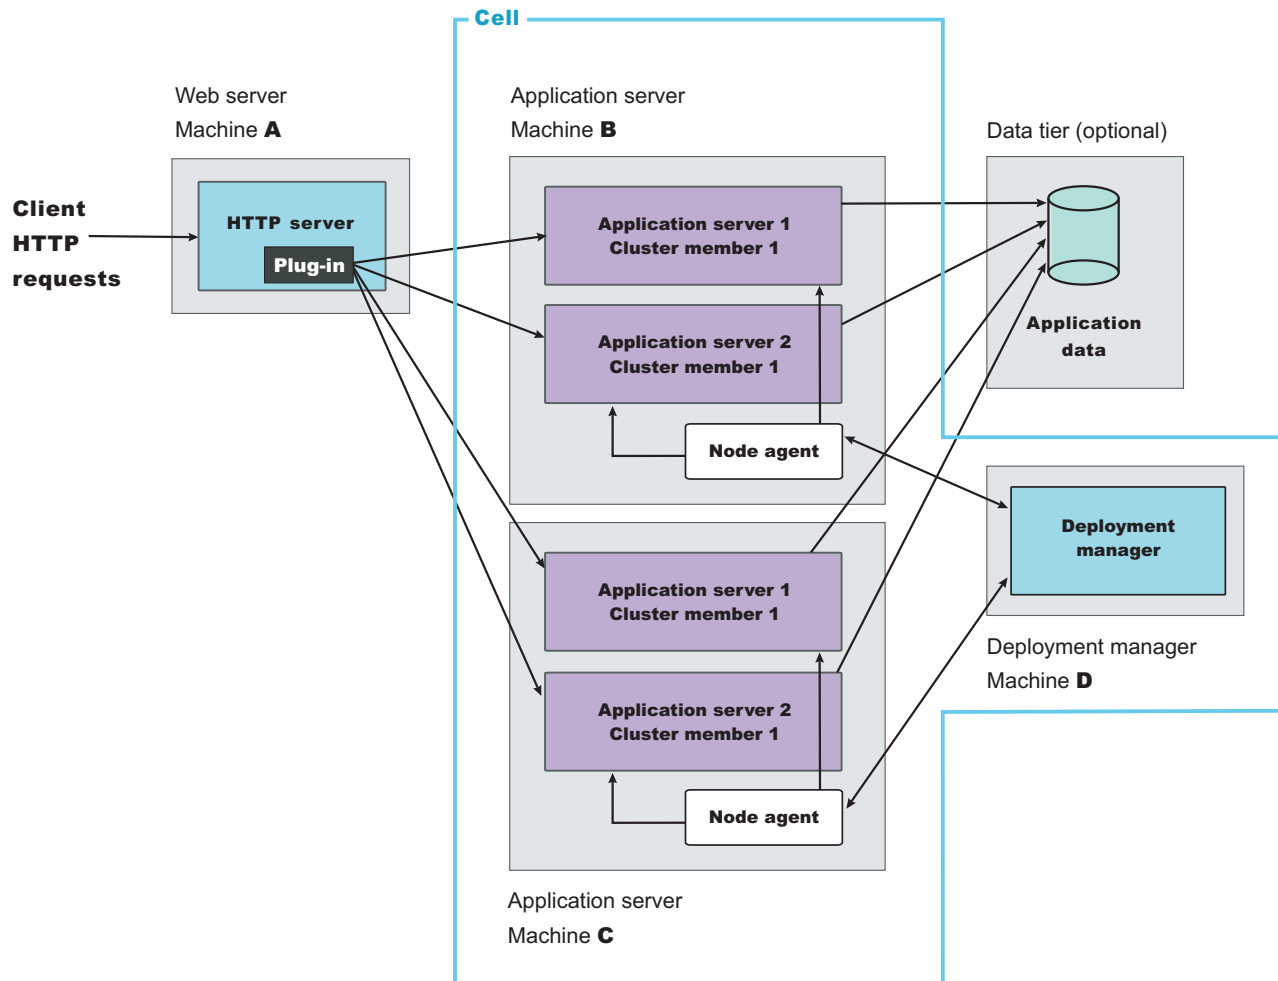 Cell
Web server
Machine A
Application server
Machine B
Data tier (optional)
Client
HTTP
requests
HTTP server
Plug-in
Application server 1
Cluster member 1
Application server 2
Cluster member 1
Node agent
Application
data
Application server 1
Cluster member 1
Application server 2
Cluster member 1
Node agent
Deployment
manager
Deployment manager
Machine D
Application server
Machine C